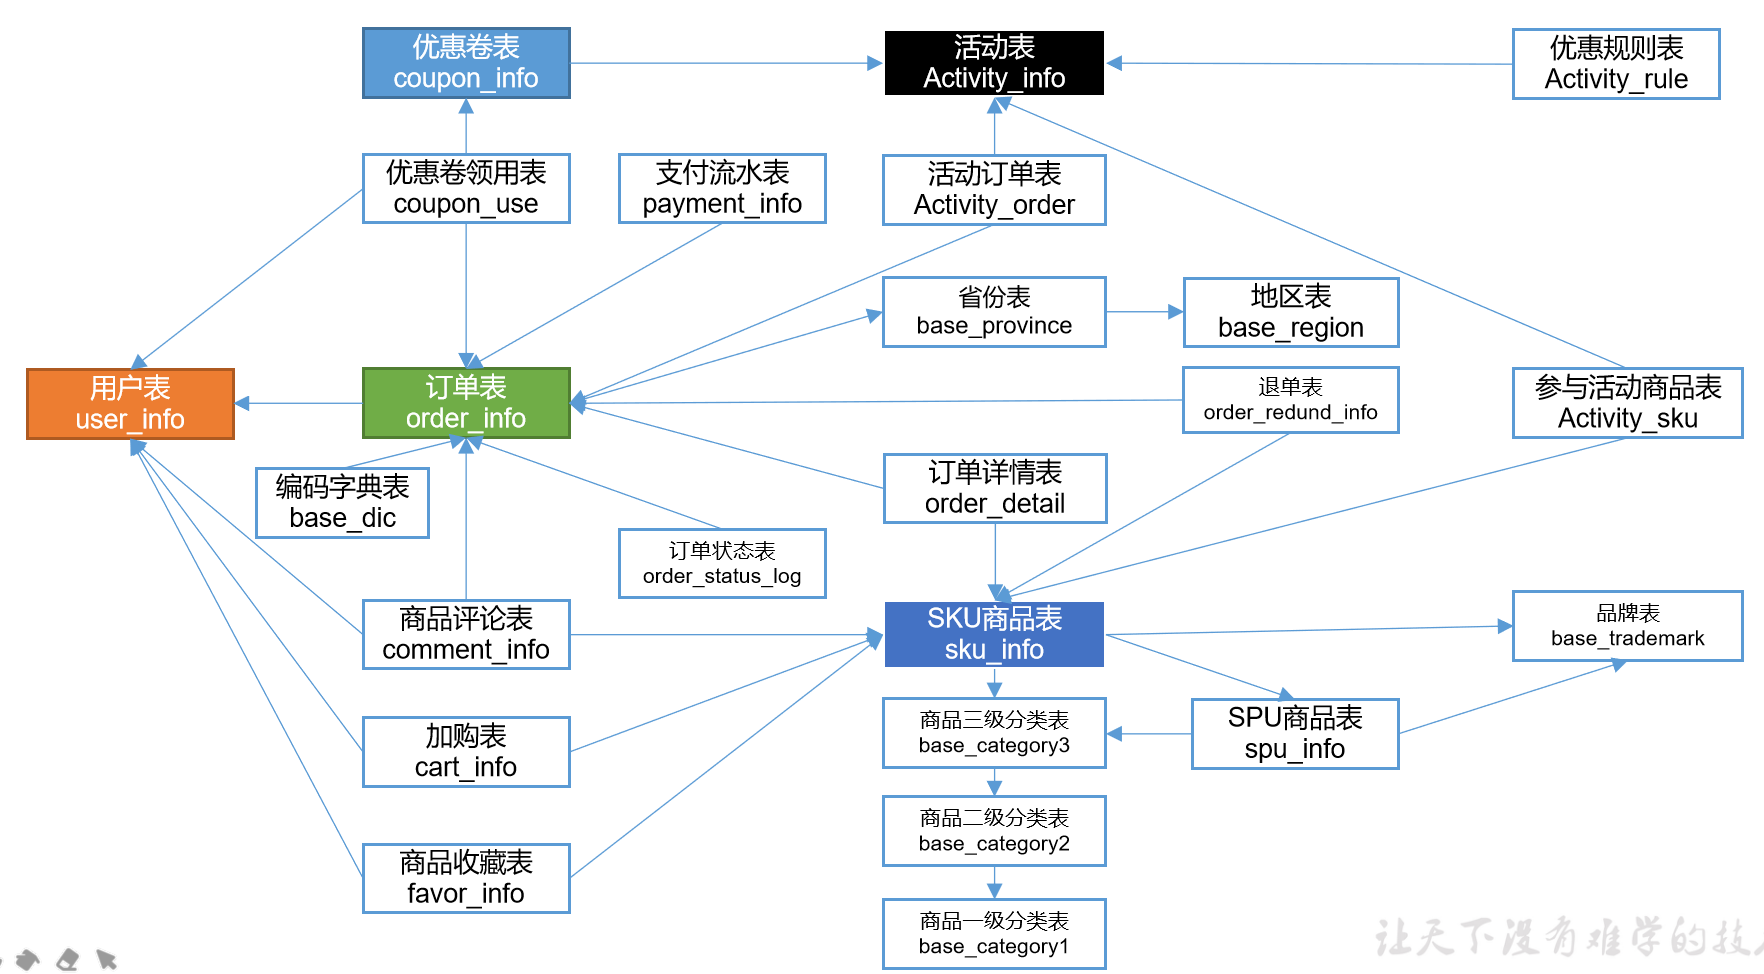 优惠卷表
coupon_info
活动表
Activity_info
优惠规则表
Activity_rule
优惠卷领用表
coupon_use
支付流水表
payment_info
活动订单表
Activity_order
省份表
base_province
地区表
base_region
用户表
user_info
订单表
order_info
退单表
order_redund_info
参与活动商品表
Activity_sku
编码字典表
base_dic
订单详情表
order_detail
订单状态表
order_status_log
商品评论表
comment_info
SKU商品表
sku_info
品牌表
base_trademark
加购表
cart_info
商品三级分类表
base_category3
SPU商品表
spu_info
商品二级分类表
base_category2
商品收藏表
favor_info
商品一级分类表
base_category1
让天下没有难学的技